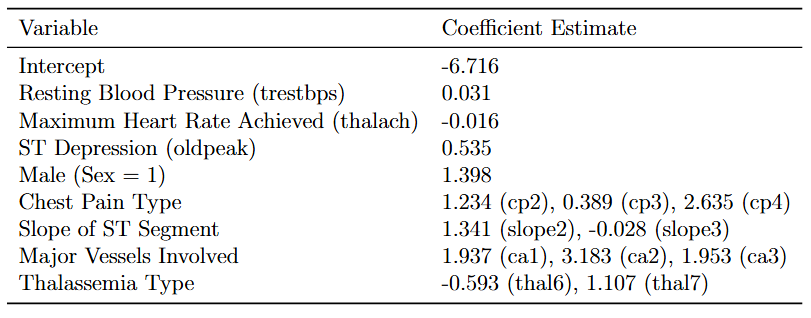 Variable Coefficient Estimate
Intercept -6.716
Resting Blood Pressure (trestbps) 0.031
Maximum Heart Rate Achieved (thalach) -0.016
ST Depression (oldpeak) 0.535
Male (Sex = 1) 1.398
Chest Pain Type 1.234 (cp2), 0.389 (cp3), 2.635 (cp4)
Slope of ST Segment 1.341 (slope2), -0.028 (slope3)
Major Vessels Involved 1.937 (ca1), 3.183 (ca2), 1.953 (ca3)
Thalassemia Type -0.593 (thal6), 1.107 (thal7)